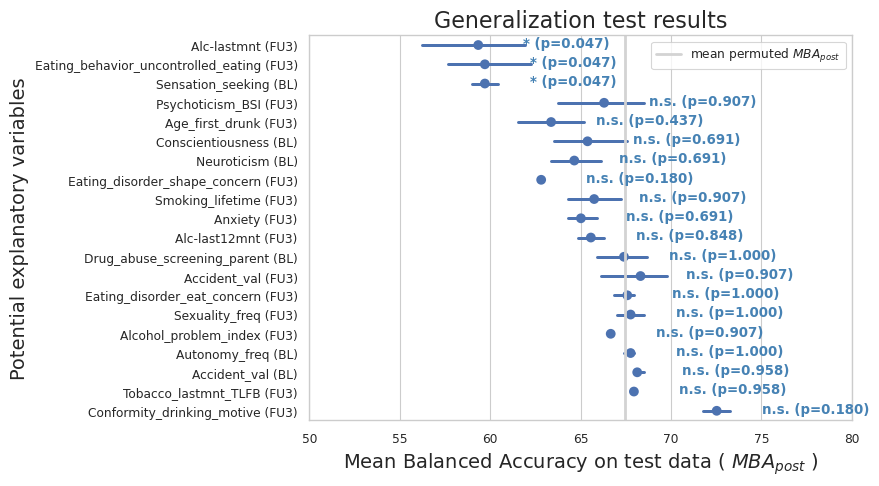 Generalization test results
mean permuted MBA_post
Potential explanatory variables
Alc-lastmnt (FU3) * (p=0.047)
Eating_behavior_uncontrolled_eating (FU3) * (p=0.047)
Sensation_seeking (BL) * (p=0.047)
Psychoticism_BSI (FU3) n.s. (p=0.907)
Age_first_drunk (FU3) n.s. (p=0.437)
Conscientiousness (BL) n.s. (p=0.691)
Neuroticism (BL) n.s. (p=0.691)
Eating_disorder_shape_concern (FU3) n.s. (p=0.180)
Smoking_lifetime (FU3) n.s. (p=0.907)
Anxiety (FU3) n.s. (p=0.691)
Alc-last12mnt (FU3) n.s. (p=0.848)
Drug_abuse_screening_parent (BL) n.s. (p=1.000)
Accident_val (FU3) n.s. (p=0.907)
Eating_disorder_eat_concern (FU3) n.s. (p=1.000)
Sexuality_freq (FU3) n.s. (p=1.000)
Alcohol_problem_index (FU3) n.s. (p=0.907)
Autonomy_freq (BL) n.s. (p=1.000)
Accident_val (BL) n.s. (p=0.958)
Tobacco_lastmnt_TLFB (FU3) n.s. (p=0.958)
Conformity_drinking_motive (FU3) n.s. (p=0.180)
50 55 60 65 70 75 80
Mean Balanced Accuracy on test data ( MBA_post )